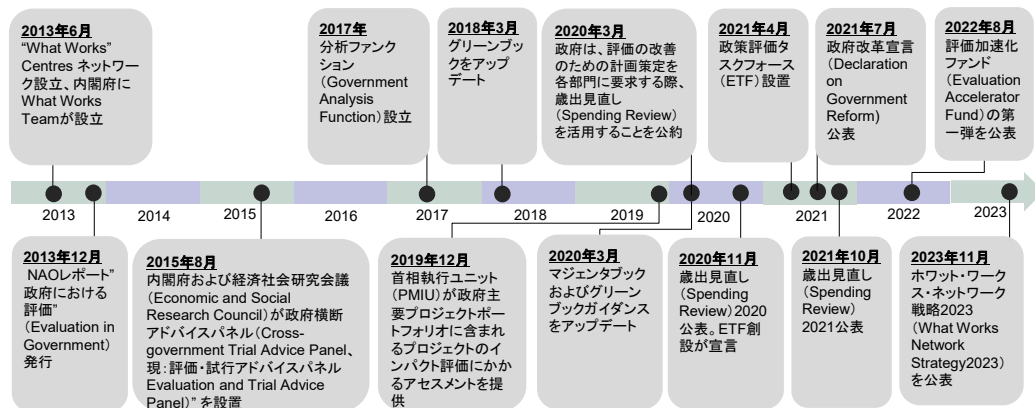 2013年6月
“What Works”
Centres ネットワー
ク設立、内閣府に
What Works
Teamが設立
2017年
分析ファンク
ション
(Government
Analysis
Function)設立
2018年3月
グリーンブッ
クをアップ
デート
2020年3月
政府は、評価の改善
のための計画策定を
各部門に要求する際、
歳出見直し
(Spending Review)
を活用することを公約
2021年4月
政策評価タ
スクフォース
(ETF)設置
2021年7月
政府改革宣言
(Declaration
on
Government
Reform)
公表
2022年8月
評価加速化
ファンド
(Evaluation
Accelerator
Fund)の第
一弾を公表
2013
2014
2015
2016
2017
2018
2019
2020
2021
2022
2023
2013年12月
NAOレポート”
政府における
評価”
(Evaluation in
Government)
発行
2015年8月
内閣府および経済社会研究会議
(Economic and Social
Research Council)が政府横断
アドバイスパネル(Cross-
government Trial Advice Panel、
現:評価・試行アドバイスパネル
Evaluation and Trial Advice
Panel)” を設置
2019年12月
首相執行ユニット
(PMIU)が政府主
要プロジェクトポー
トフォリオに含まれ
るプロジェクトのイ
ンパクト評価にかか
るアセスメントを提
供
2020年3月
マジェンタブック
およびグリーン
ブックガイダンス
をアップデート
2020年11月
歳出見直し
(Spending
Review)2020
公表。ETF創
設が宣言
2021年10月
歳出見直し
(Spending
Review)
2021公表
2023年11月
ホワット・ワーク
ス・ネットワーク
戦略2023
(What Works
Network
Strategy2023)
を公表